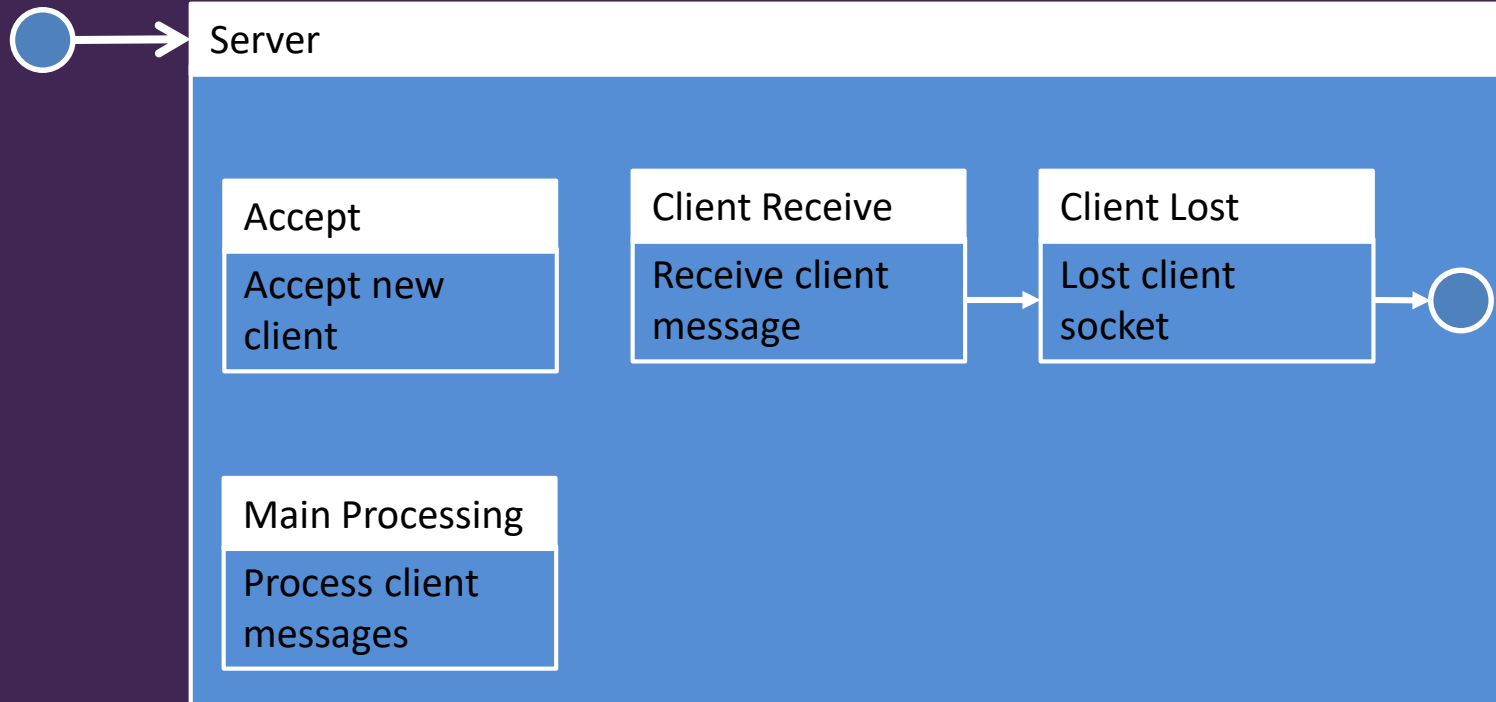 Server
Accept
Accept new
client
Client Receive
Receive client
message
Client Lost
Lost client
socket
Main Processing
Process client
messages